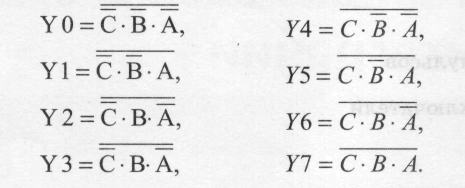 Y0 = C · B · A, Y4 = C · B · A,
Y1 = C · B · A, Y5 = C · B · A,
Y2 = C · B · A, Y6 = C · B · A,
Y3 = C · B · A, Y7 = C · B · A.